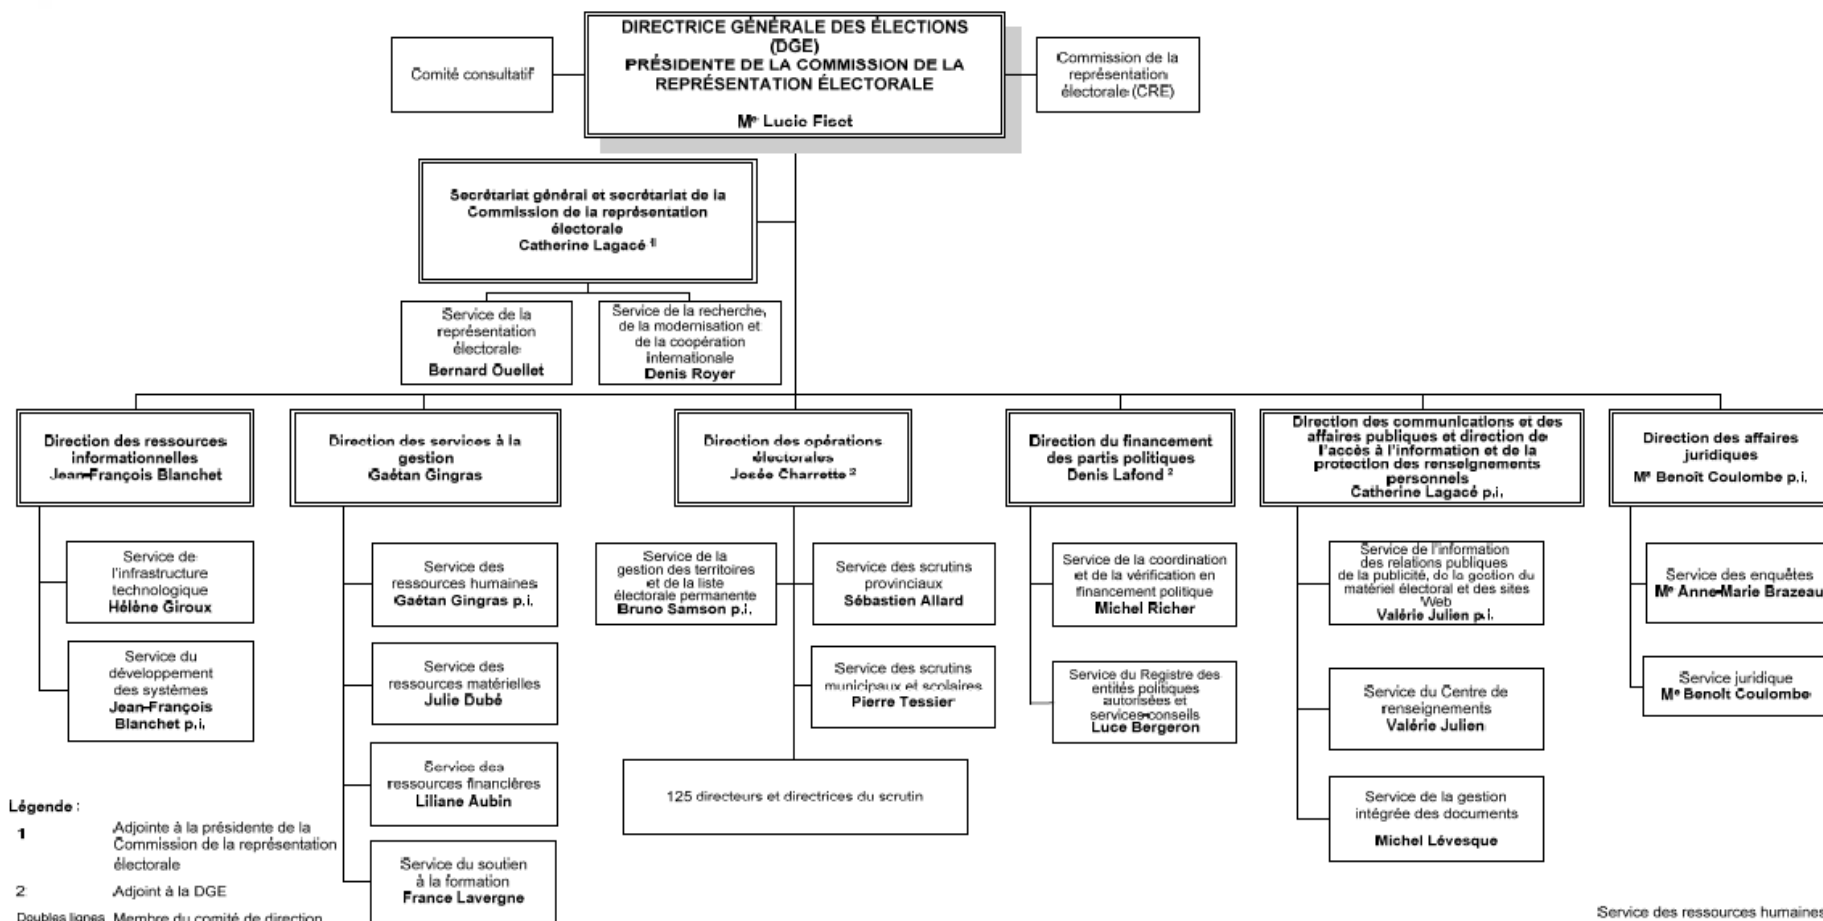 DIRECTRICE GÉNÉRALE DES ÉLECTIONS
(DGE)
PRÉSIDENTE DE LA COMMISSION DE LA
REPRÉSENTATION ÉLECTORALE
Mᵉ Lucie Fiset
Comité consultatif
Commission de la
représentation
électorale (CRE)
Secrétariat général et secrétariat de la
Commission de la représentation
électorale
Catherine Lagacé ¹
Service de la
représentation
électorale
Bernard Ouellet
Service de la recherche,
de la modernisation et
de la coopération
internationale
Denis Royer
Direction des ressources
informationnelles
Jean-François Blanchet
Service de
l'infrastructure
technologique
Hélène Giroux
Service du
développement
des systèmes
Jean-François
Blanchet p.i.
Direction des services à la
gestion
Gaétan Gingras
Service des
ressources humaines
Gaétan Gingras p.i.
Service des
ressources matérielles
Julie Dubé
Service des
ressources financières
Liliane Aubin
Service du soutien
à la formation
France Lavergne
Direction des opérations
électorales
Josée Charrette ²
Service de la
gestion des territoires
et de la liste
électorale permanente
Bruno Samson p.i.
Service des scrutins
provinciaux
Sébastien Allard
Service des scrutins
municipaux et scolaires
Pierre Tessier
125 directeurs et directrices du scrutin
Direction du financement
des partis politiques
Denis Lafond ²
Service de la coordination
et de la vérification en
financement politique
Michel Richer
Service du Registre des
entités politiques
autorisées et
services-conseils
Luce Bergeron
Direction des communications et des
affaires publiques et direction de
l'accès à l'information et de la
protection des renseignements
personnels
Catherine Lagacé p.i.
Service de l'information
des relations publiques
de la publicité, de la gestion du
matériel électoral et des sites
Web
Valérie Julien p.i.
Service du Centre de
renseignements
Valérie Julien
Service de la gestion
intégrée des documents
Michel Lévesque
Direction des affaires
juridiques
Mᵉ Benoît Coulombe p.i.
Service des enquêtes
Mᵉ Anne-Marie Brazeau
Service juridique
Mᵉ Benoît Coulombe
Légende :
1 Adjointe à la présidente de la
Commission de la représentation
électorale
2 Adjoint à la DGE
Doubles lignes Membre du comité de direction
Service des ressources humaines